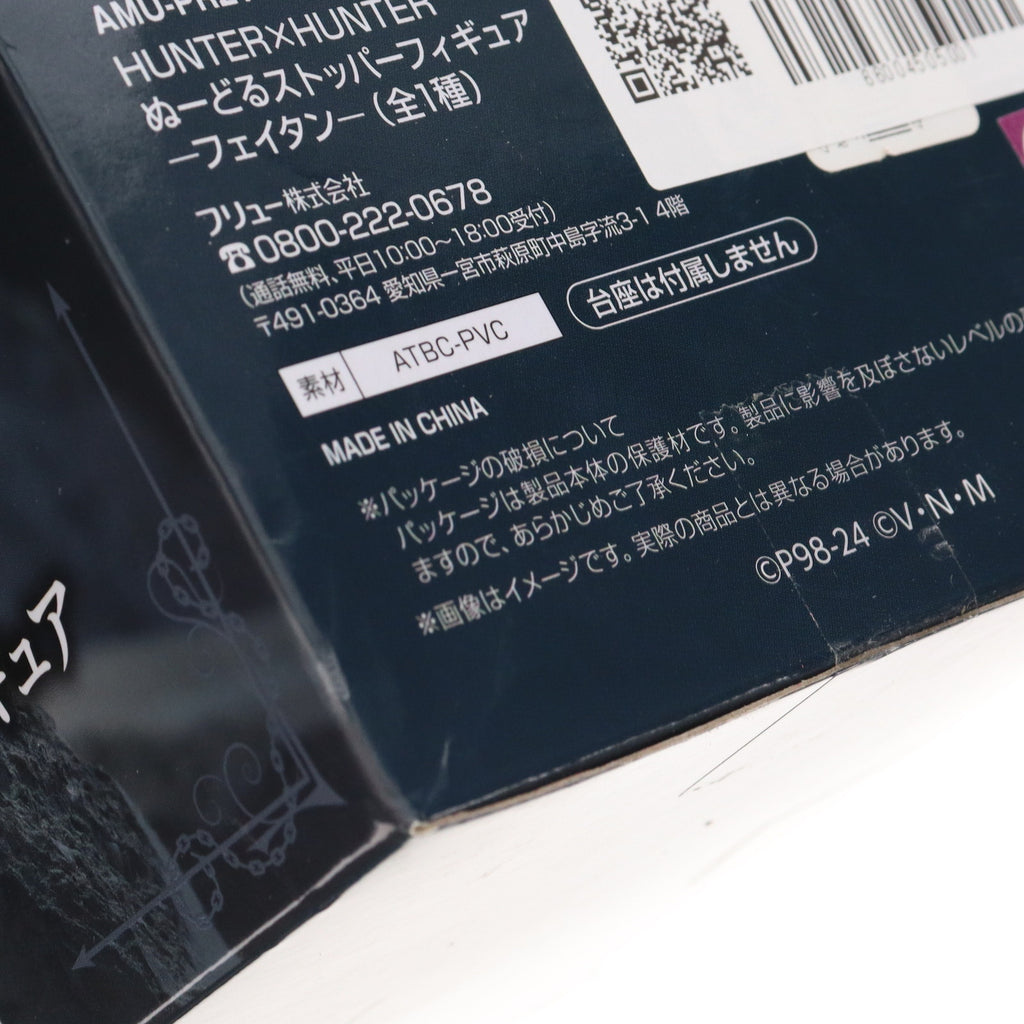 HUNTER×HUNTER
ぬーどるストッパーフィギュア
ーフェイタンー(全1種)
フリュー株式会社
☎0800-222-0678
(通話無料、平日10:00〜18:00受付)
〒491-0364 愛知県一宮市萩原町中島字流3-1 4階
素材 ATBC-PVC
台座は付属しません
MADE IN CHINA
※パッケージの破損について
パッケージは製品本体の保護材です。製品に影響を及ぼさないレベルの
ますので、あらかじめご了承ください。
※画像はイメージです。実際の商品とは異なる場合があります。
©P98-24 ©V・N・M
ュア